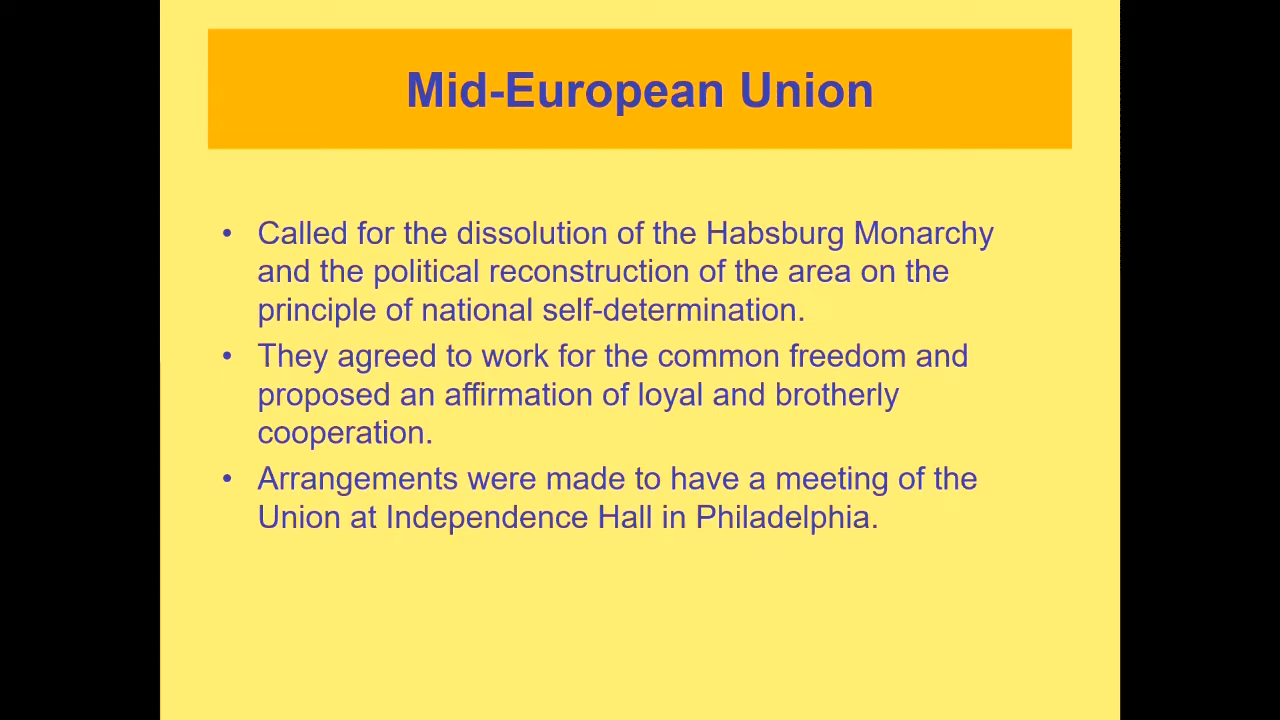 Mid-European Union
• Called for the dissolution of the Habsburg Monarchy
and the political reconstruction of the area on the
principle of national self-determination.
• They agreed to work for the common freedom and
proposed an affirmation of loyal and brotherly
cooperation.
• Arrangements were made to have a meeting of the
Union at Independence Hall in Philadelphia.